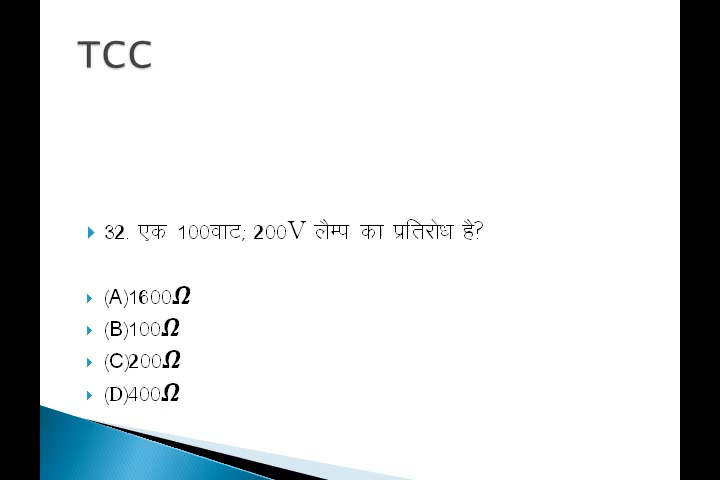 TCC
32. एक 100वाट; 200V लैम्प का प्रतिरोध है?
(A)1600Ω
(B)100Ω
(C)200Ω
(D)400Ω